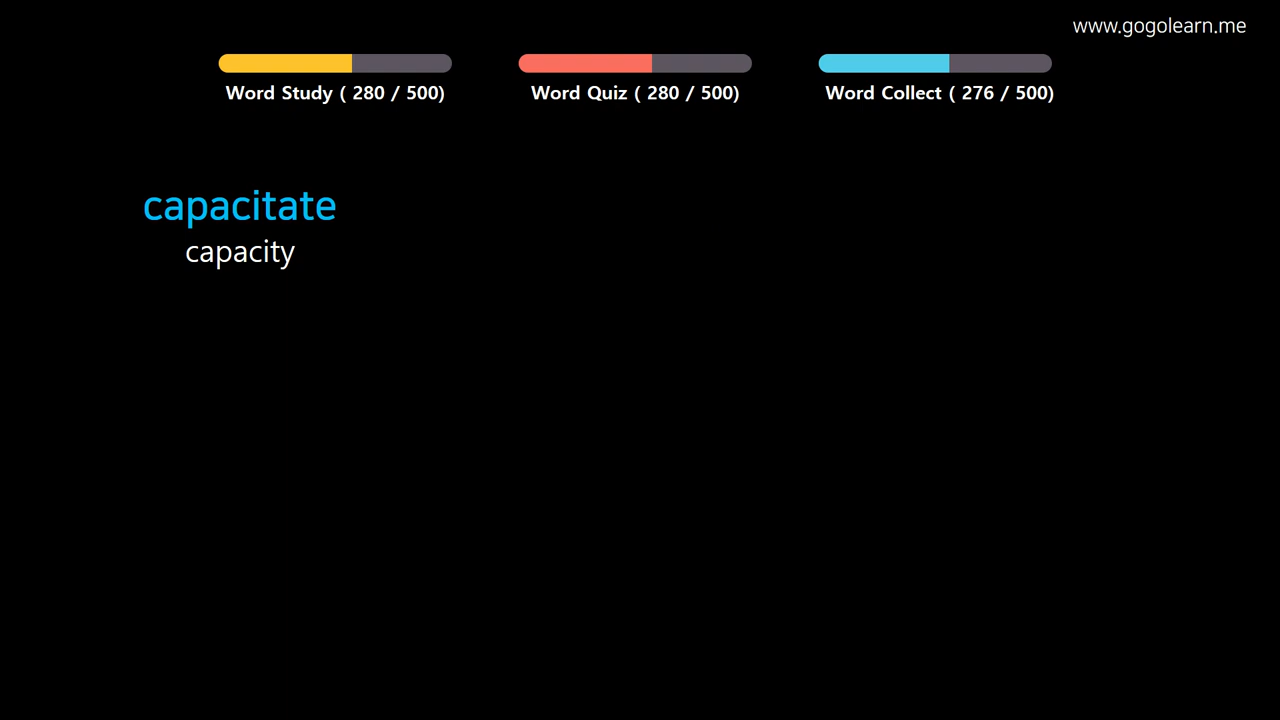 www.gogolearn.me
Word Study ( 280 / 500)
Word Quiz ( 280 / 500)
Word Collect ( 276 / 500)
capacitate
capacity